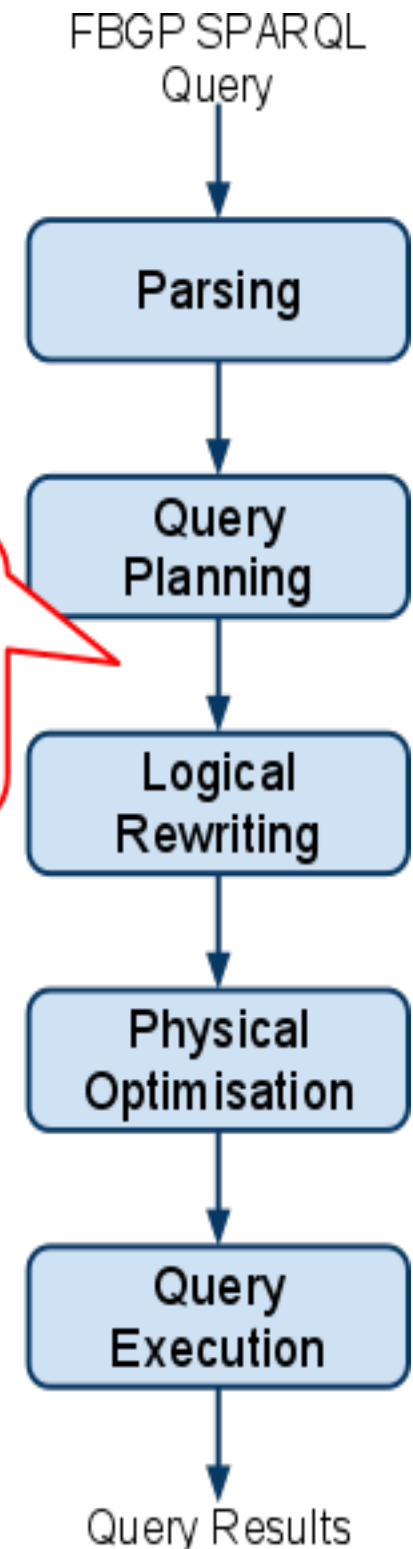 FBGP SPARQL
Query
Parsing
Query
Planning
Logical
Rewriting
Physical
Optimisation
Query
Execution
Query Results